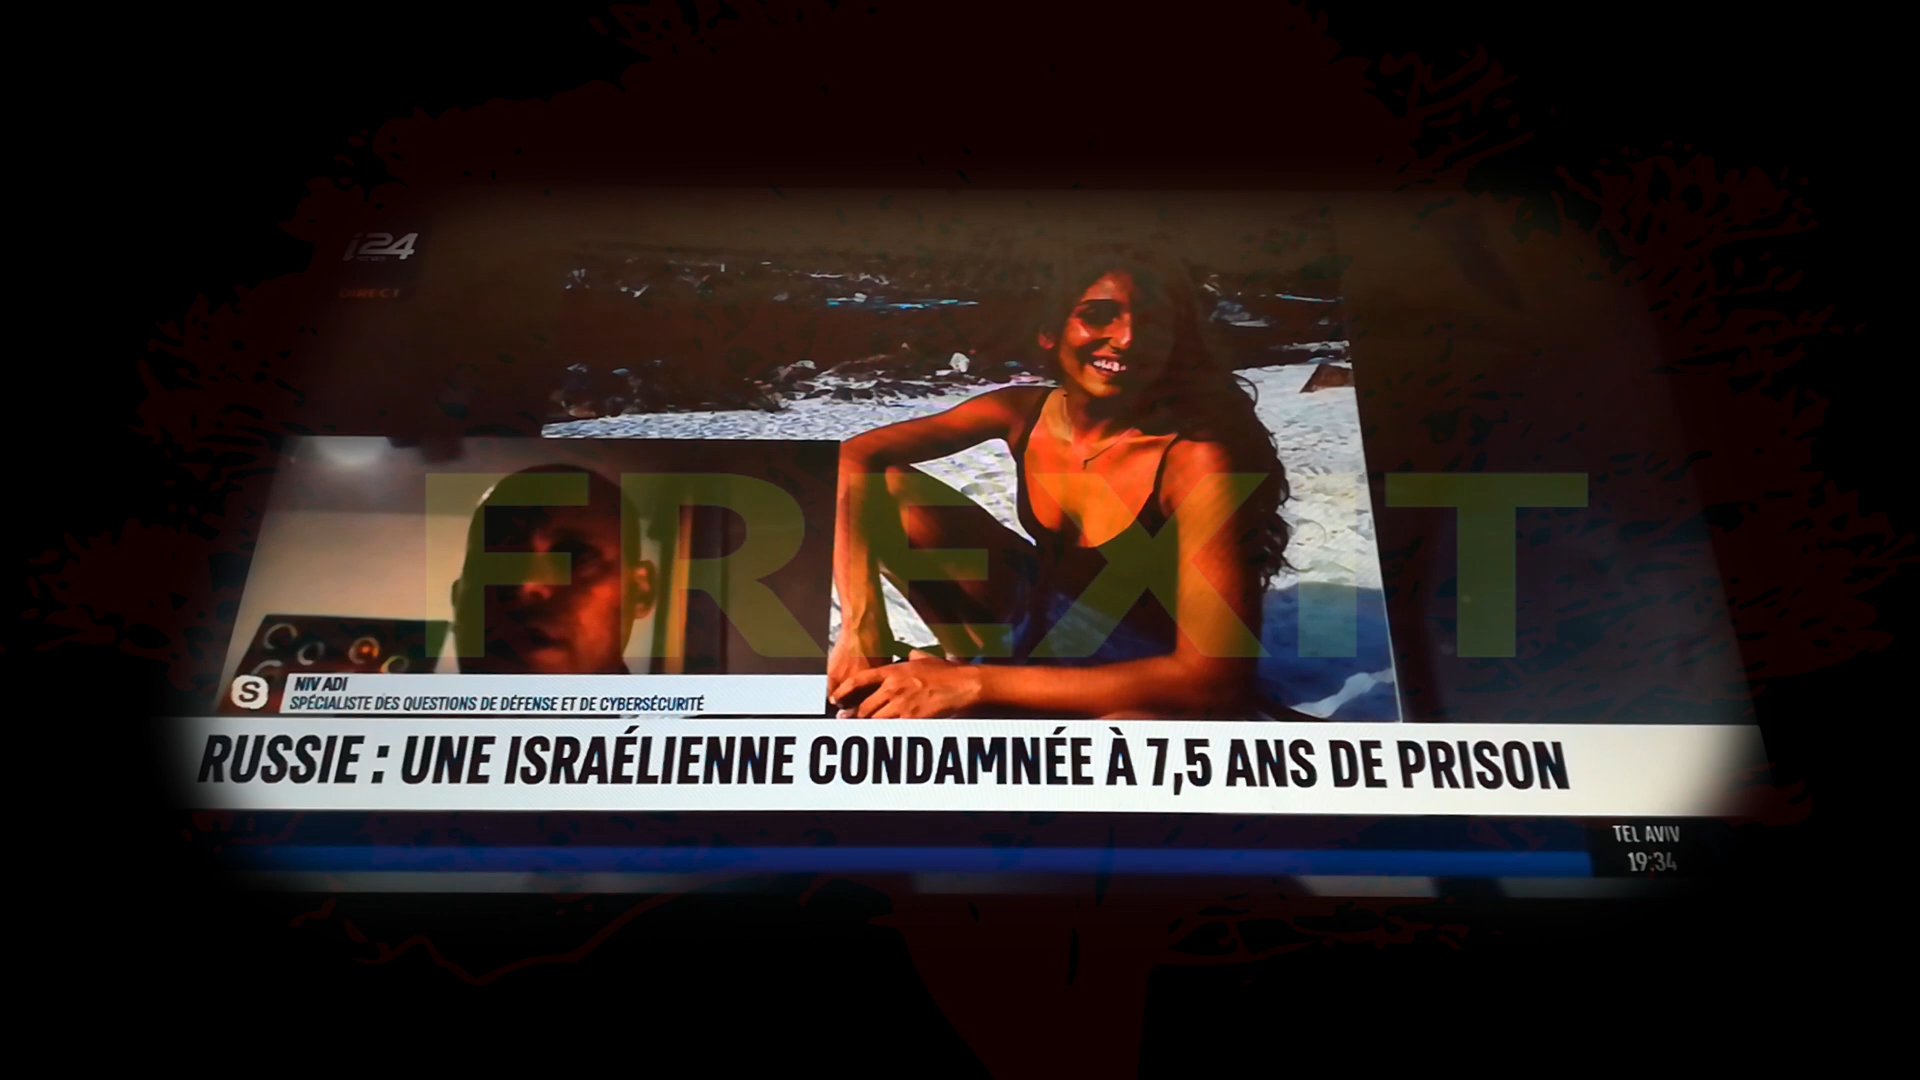 i24
NEWS
DIRECT
FREXIT
NIV ADI
SPÉCIALISTE DES QUESTIONS DE DÉFENSE ET DE CYBERSÉCURITÉ
RUSSIE : UNE ISRAÉLIENNE CONDAMNÉE À 7,5 ANS DE PRISON
TEL AVIV
19:34